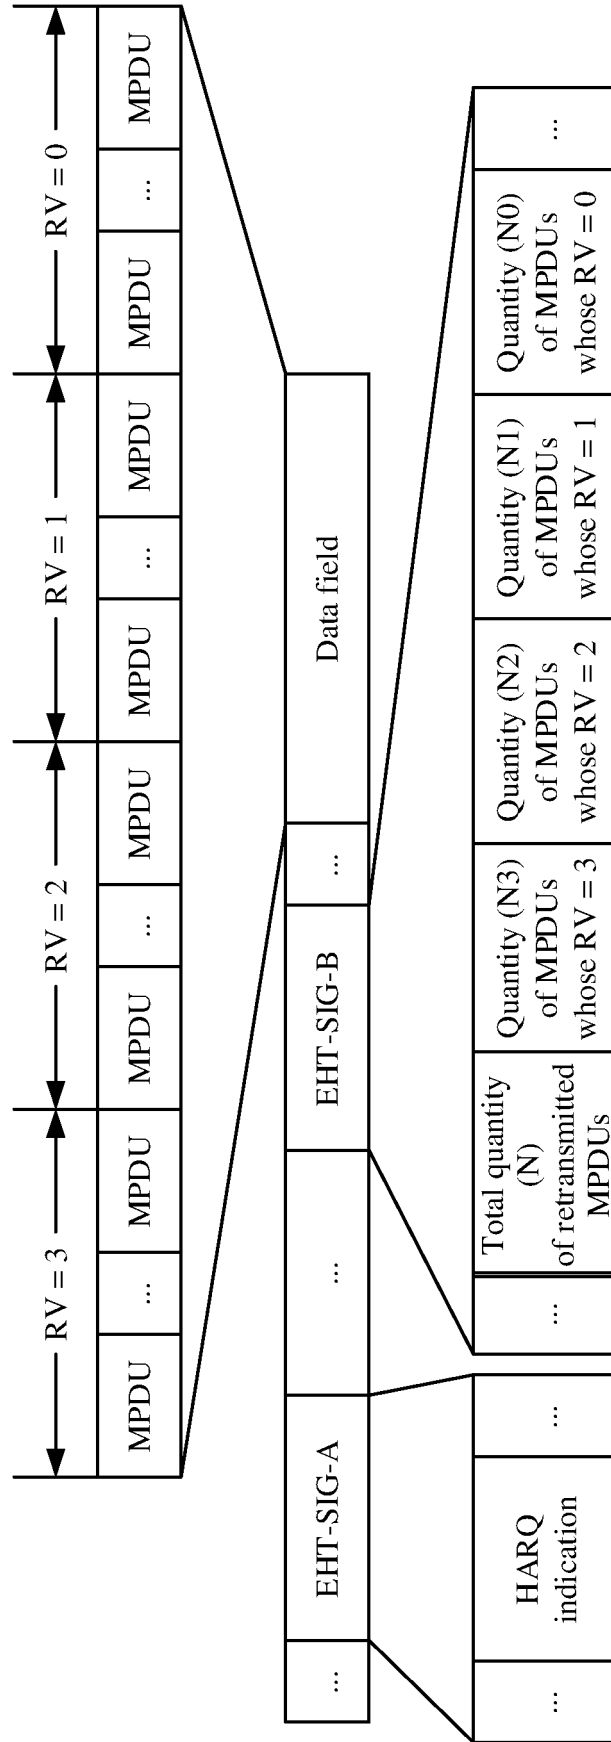 RV = 3
RV = 2
RV = 1
RV = 0
MPDU
...
MPDU
MPDU
...
MPDU
MPDU
...
MPDU
MPDU
...
MPDU
...
EHT-SIG-A
...
EHT-SIG-B
...
Data field
...
HARQ
indication
...
...
Total quantity
(N)
of retransmitted
MPDUs
Quantity (N3)
of MPDUs
whose RV = 3
Quantity (N2)
of MPDUs
whose RV = 2
Quantity (N1)
of MPDUs
whose RV = 1
Quantity (N0)
of MPDUs
whose RV = 0
...